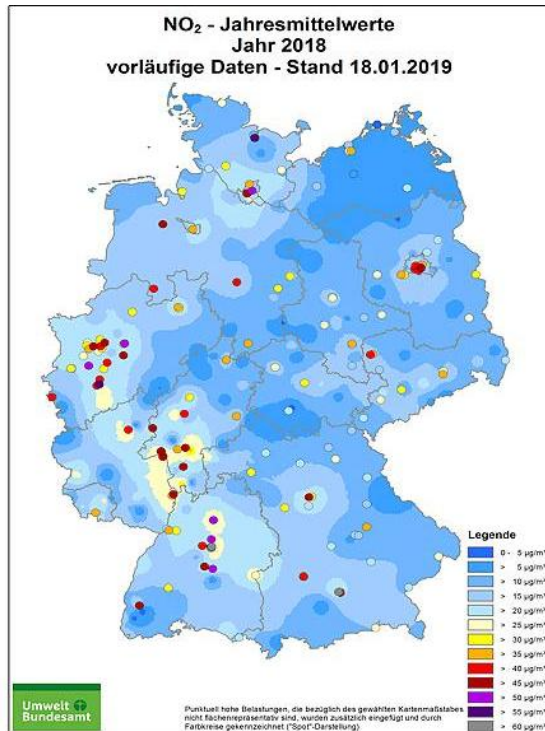 NO₂ - Jahresmittelwerte
Jahr 2018
vorläufige Daten - Stand 18.01.2019
Legende
0 - 5 µg/m³
> 5 µg/m³
> 10 µg/m³
> 15 µg/m³
> 20 µg/m³
> 25 µg/m³
> 30 µg/m³
> 35 µg/m³
> 40 µg/m³
> 45 µg/m³
> 50 µg/m³
> 55 µg/m³
> 60 µg/m³
Umwelt
Bundesamt
Punktuell hohe Belastungen, die bezüglich des gewählten Kartenmaßstabes
nicht flächenrepräsentativ sind, wurden zusätzlich eingefügt und durch
Farbkreise gekennzeichnet ("Spot"-Darstellung)